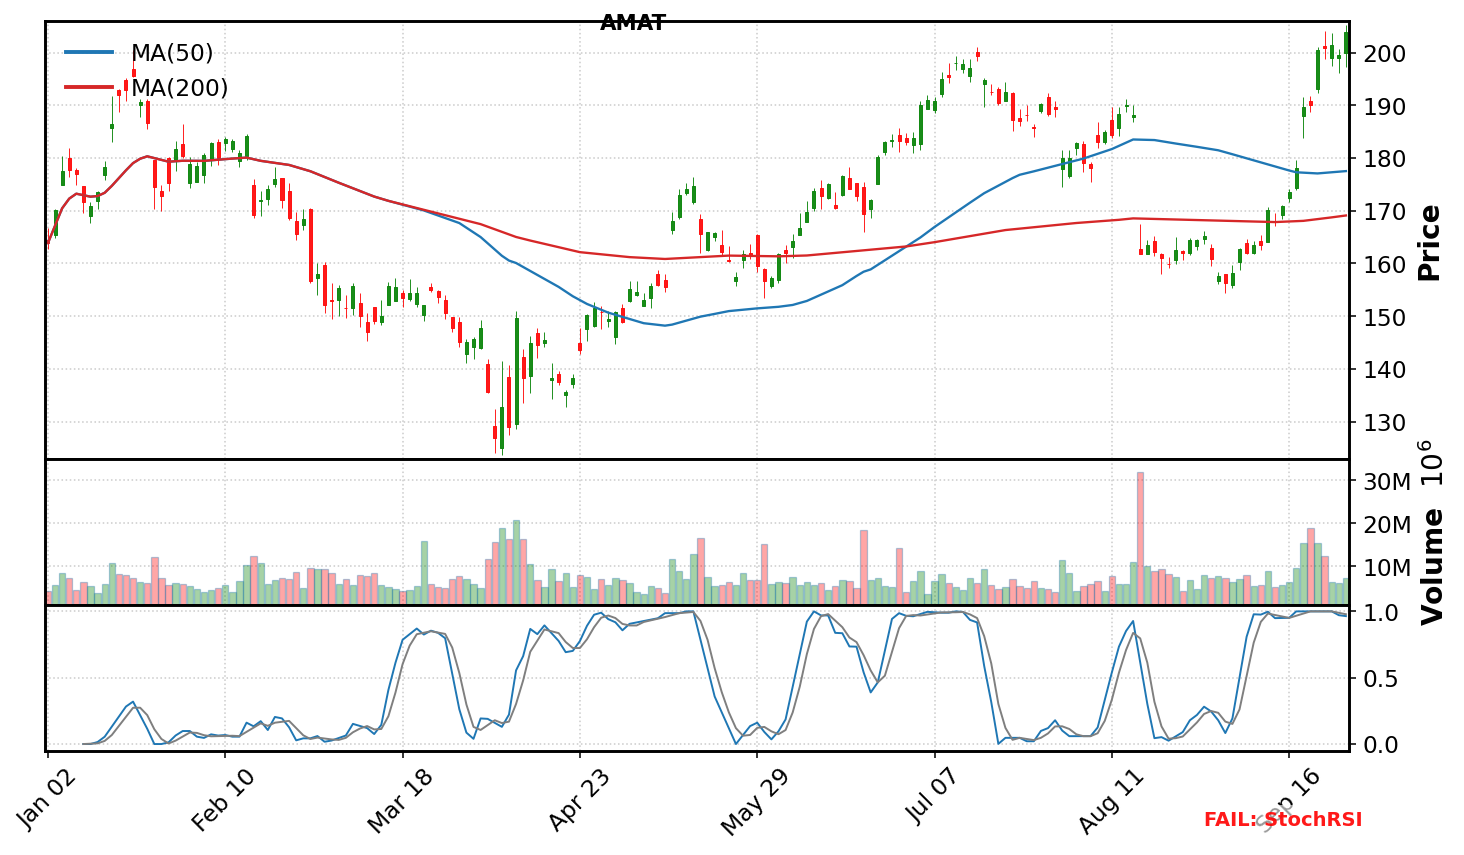 AMAT
MA(50)
MA(200)
200
190
180
170
160
150
140
130
Price
30M
20M
10M
Volume 10^6
1.0
0.5
0.0
Jan 02
Feb 10
Mar 18
Apr 23
May 29
Jul 07
Aug 11
Sep 16
FAIL: StochRSI